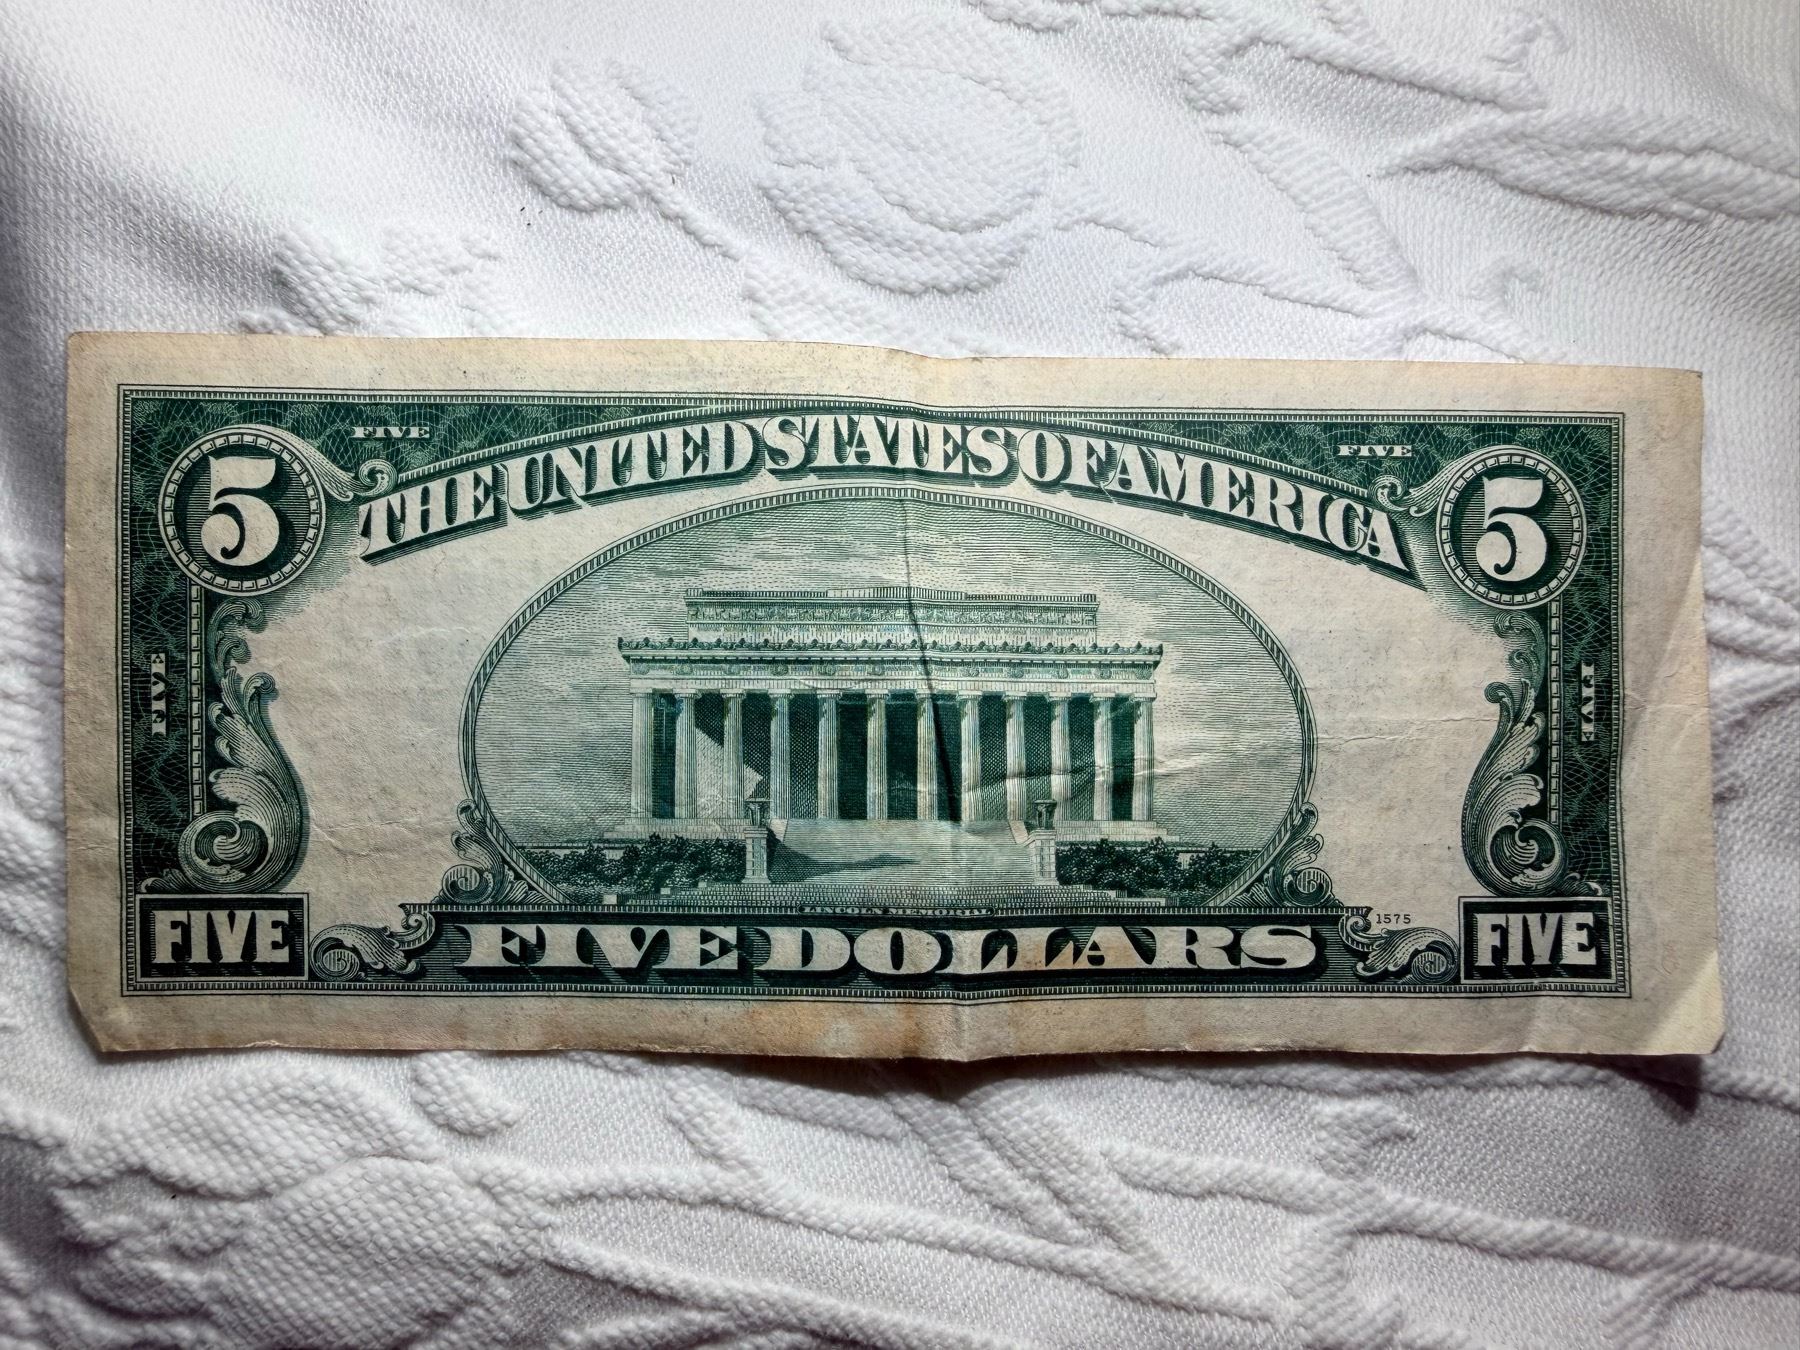 FIVE FIVE
5 THE UNITED STATES OF AMERICA 5
FIVE FIVE
LINCOLN MEMORIAL
1575
FIVE FIVE DOLLARS FIVE